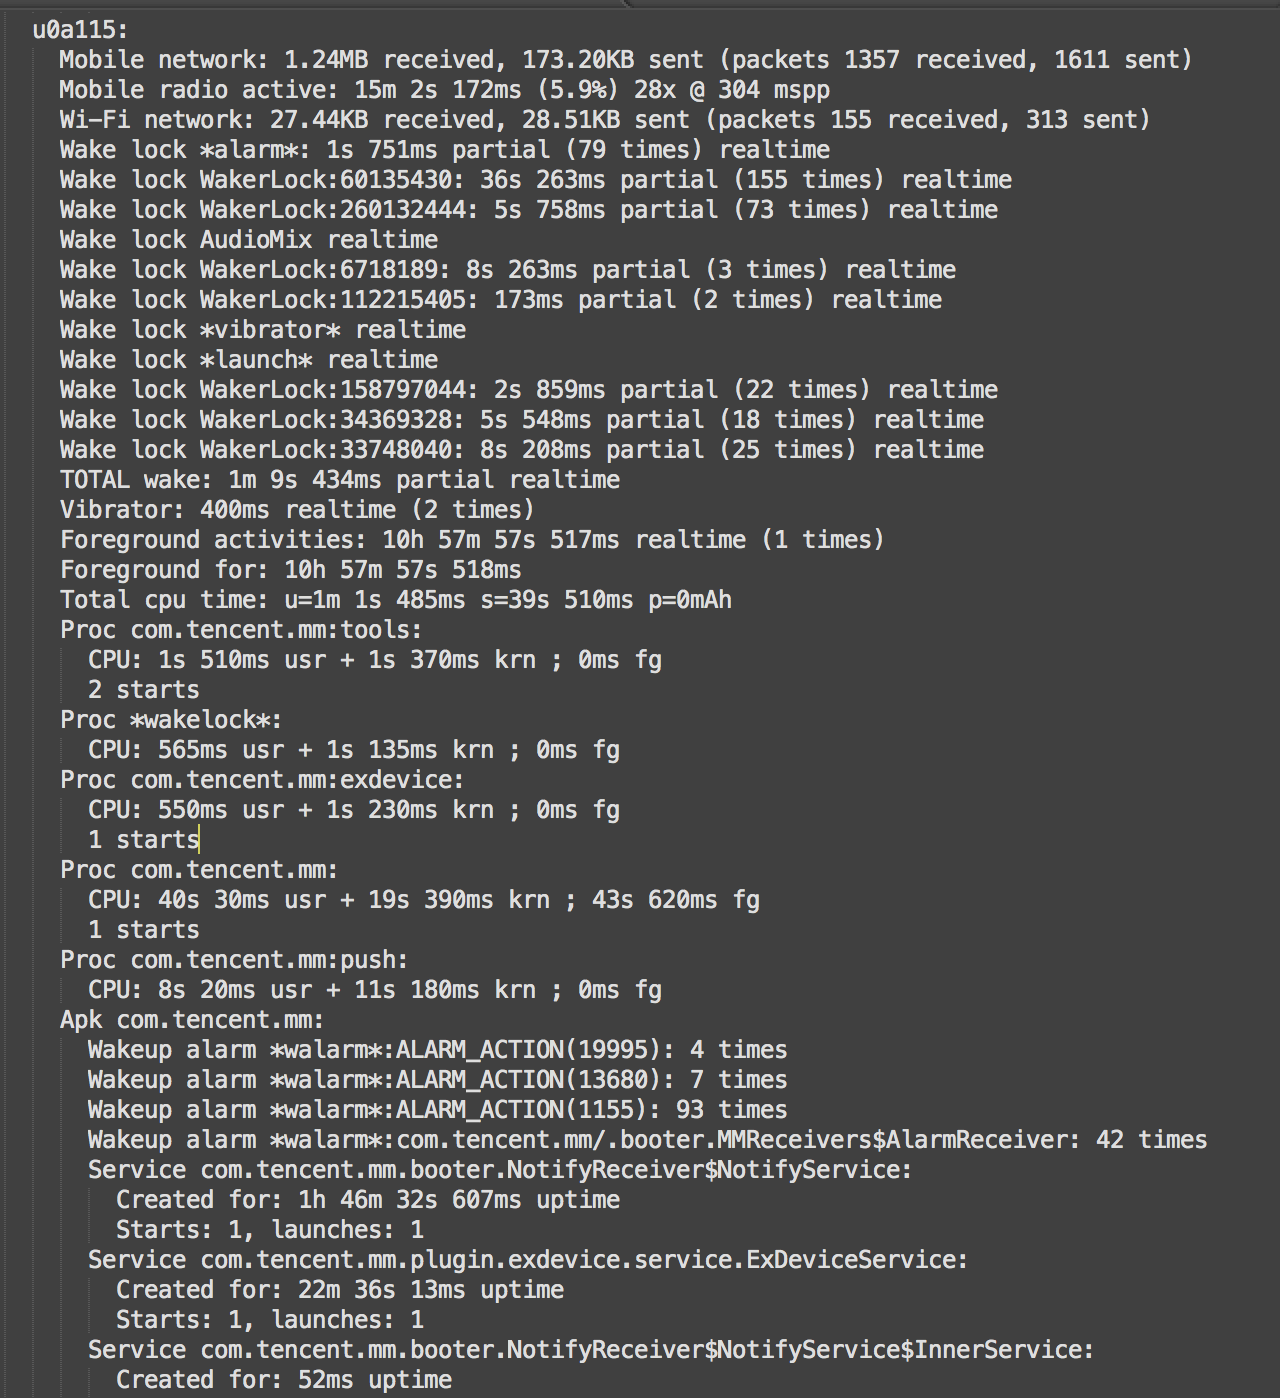 u0a115:
Mobile network: 1.24MB received, 173.20KB sent (packets 1357 received, 1611 sent)
Mobile radio active: 15m 2s 172ms (5.9%) 28x @ 304 mspp
Wi-Fi network: 27.44KB received, 28.51KB sent (packets 155 received, 313 sent)
Wake lock *alarm*: 1s 751ms partial (79 times) realtime
Wake lock WakerLock:60135430: 36s 263ms partial (155 times) realtime
Wake lock WakerLock:260132444: 5s 758ms partial (73 times) realtime
Wake lock AudioMix realtime
Wake lock WakerLock:6718189: 8s 263ms partial (3 times) realtime
Wake lock WakerLock:112215405: 173ms partial (2 times) realtime
Wake lock *vibrator* realtime
Wake lock *launch* realtime
Wake lock WakerLock:158797044: 2s 859ms partial (22 times) realtime
Wake lock WakerLock:34369328: 5s 548ms partial (18 times) realtime
Wake lock WakerLock:33748040: 8s 208ms partial (25 times) realtime
TOTAL wake: 1m 9s 434ms partial realtime
Vibrator: 400ms realtime (2 times)
Foreground activities: 10h 57m 57s 517ms realtime (1 times)
Foreground for: 10h 57m 57s 518ms
Total cpu time: u=1m 1s 485ms s=39s 510ms p=0mAh
Proc com.tencent.mm:tools:
CPU: 1s 510ms usr + 1s 370ms krn ; 0ms fg
2 starts
Proc *wakelock*:
CPU: 565ms usr + 1s 135ms krn ; 0ms fg
Proc com.tencent.mm:exdevice:
CPU: 550ms usr + 1s 230ms krn ; 0ms fg
1 starts
Proc com.tencent.mm:
CPU: 40s 30ms usr + 19s 390ms krn ; 43s 620ms fg
1 starts
Proc com.tencent.mm:push:
CPU: 8s 20ms usr + 11s 180ms krn ; 0ms fg
Apk com.tencent.mm:
Wakeup alarm *walarm*:ALARM_ACTION(19995): 4 times
Wakeup alarm *walarm*:ALARM_ACTION(13680): 7 times
Wakeup alarm *walarm*:ALARM_ACTION(1155): 93 times
Wakeup alarm *walarm*:com.tencent.mm/.booter.MMReceivers$AlarmReceiver: 42 times
Service com.tencent.mm.booter.NotifyReceiver$NotifyService:
Created for: 1h 46m 32s 607ms uptime
Starts: 1, launches: 1
Service com.tencent.mm.plugin.exdevice.service.ExDeviceService:
Created for: 22m 36s 13ms uptime
Starts: 1, launches: 1
Service com.tencent.mm.booter.NotifyReceiver$NotifyService$InnerService:
Created for: 52ms uptime